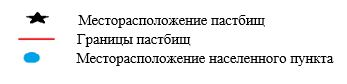 Месторасположение пастбищ
Границы пастбищ
Месторасположение населенного пункта